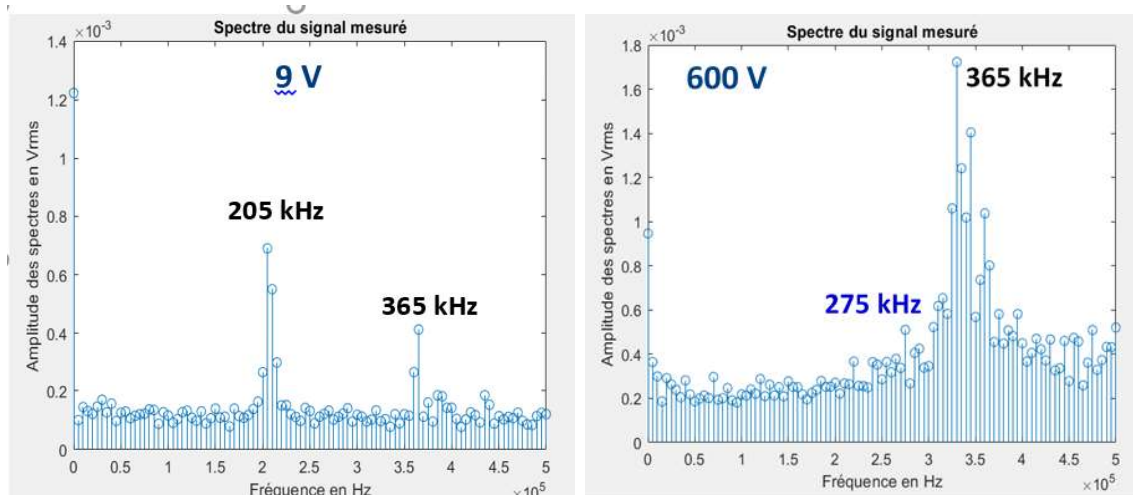 Spectre du signal mesuré
×10⁻³
9 V
205 kHz
365 kHz
Amplitude des spectres en Vrms
1.4
1.2
1
0.8
0.6
0.4
0.2
0
0 0.5 1 1.5 2 2.5 3 3.5 4 4.5 5
Fréquence en Hz
×10⁵
Spectre du signal mesuré
×10⁻³
600 V
365 kHz
275 kHz
Amplitude des spectres en Vrms
1.8
1.6
1.4
1.2
1
0.8
0.6
0.4
0.2
0
0 0.5 1 1.5 2 2.5 3 3.5 4 4.5 5
Fréquence en Hz
×10⁵